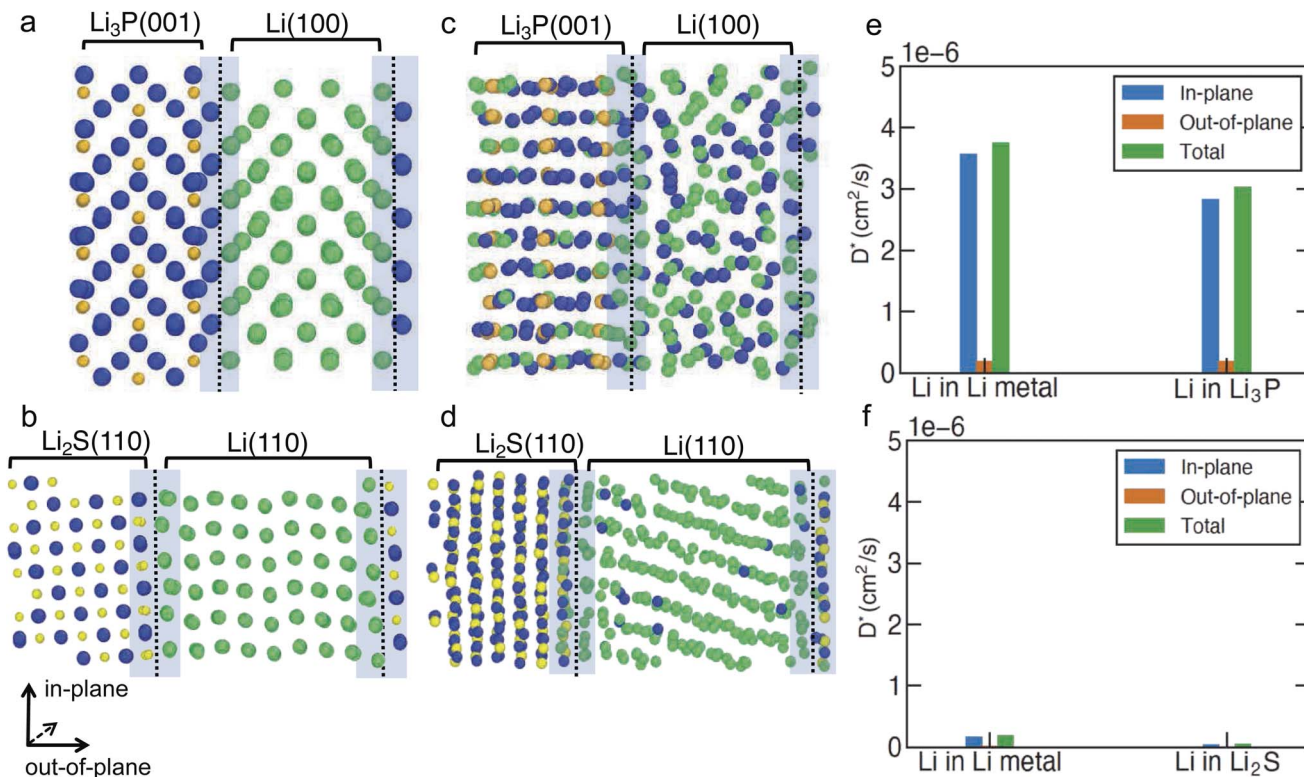 a
Li₃P(001)
Li(100)
b
Li₂S(110)
Li(110)
in-plane
out-of-plane
c
Li₃P(001)
Li(100)
d
Li₂S(110)
Li(110)
e
1e−6
5
4
3
2
1
0
D* (cm²/s)
In-plane
Out-of-plane
Total
Li in Li metal
Li in Li₃P
f
1e−6
5
4
3
2
1
0
D* (cm²/s)
In-plane
Out-of-plane
Total
Li in Li metal
Li in Li₂S